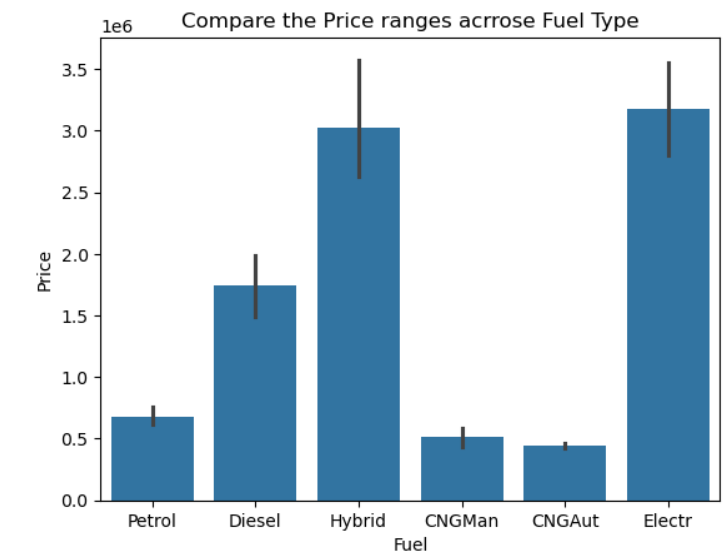 Compare the Price ranges acrrose Fuel Type
1e6
3.5
3.0
2.5
2.0
1.5
1.0
0.5
0.0
Price
Petrol Diesel Hybrid CNGMan CNGAut Electr
Fuel